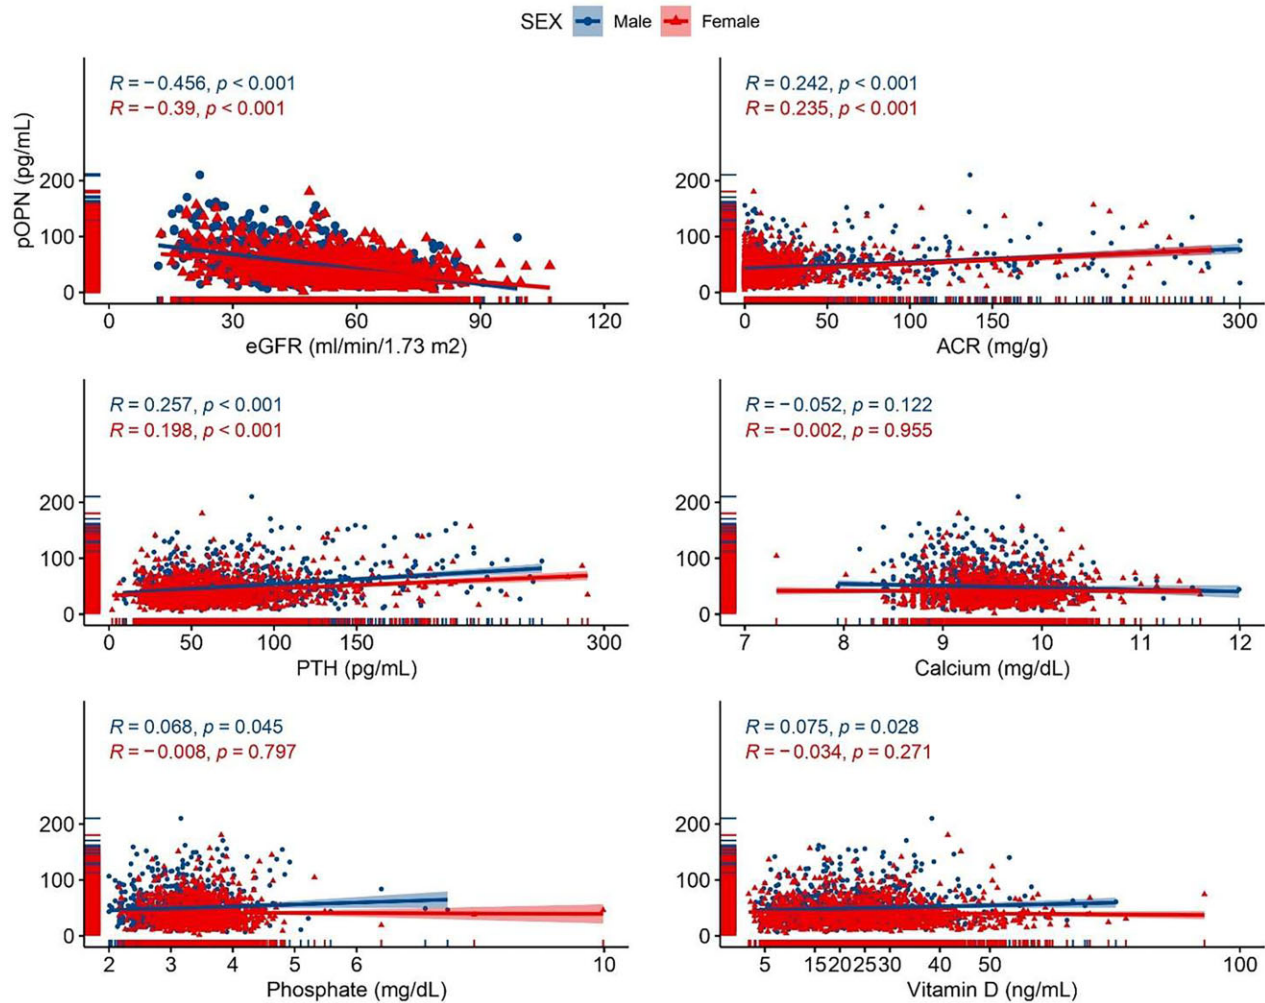 SEX Male Female
R = −0.456, p < 0.001
R = −0.39, p < 0.001
pOPN (pg/mL)
200
100
0
0 30 60 90 120
eGFR (ml/min/1.73 m2)
R = 0.242, p < 0.001
R = 0.235, p < 0.001
200
100
0
0 50 100 150 300
ACR (mg/g)
R = 0.257, p < 0.001
R = 0.198, p < 0.001
200
100
0
0 50 100 150 300
PTH (pg/mL)
R = −0.052, p = 0.122
R = −0.002, p = 0.955
200
100
0
7 8 9 10 11 12
Calcium (mg/dL)
R = 0.068, p = 0.045
R = −0.008, p = 0.797
200
100
0
2 3 4 5 6 10
Phosphate (mg/dL)
R = 0.075, p = 0.028
R = −0.034, p = 0.271
200
100
0
5 15202530 40 50 100
Vitamin D (ng/mL)